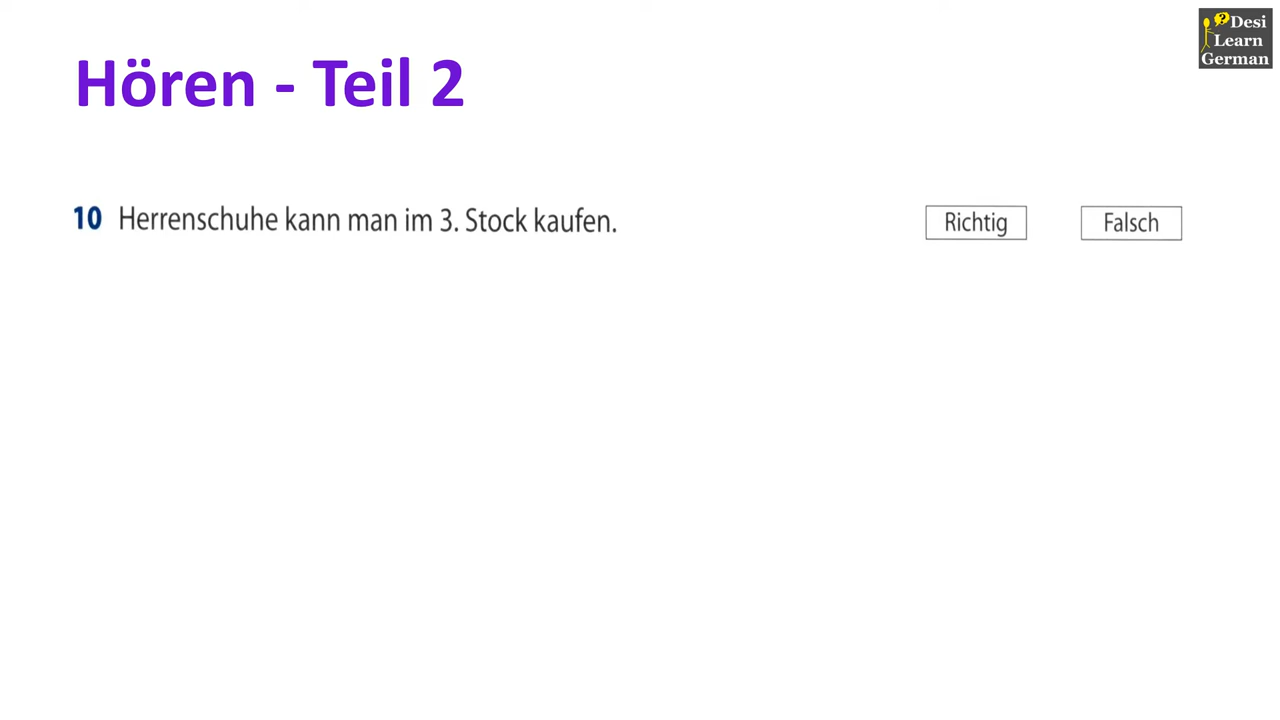 ? Desi
Learn
German
Hören - Teil 2
10 Herrenschuhe kann man im 3. Stock kaufen. Richtig Falsch